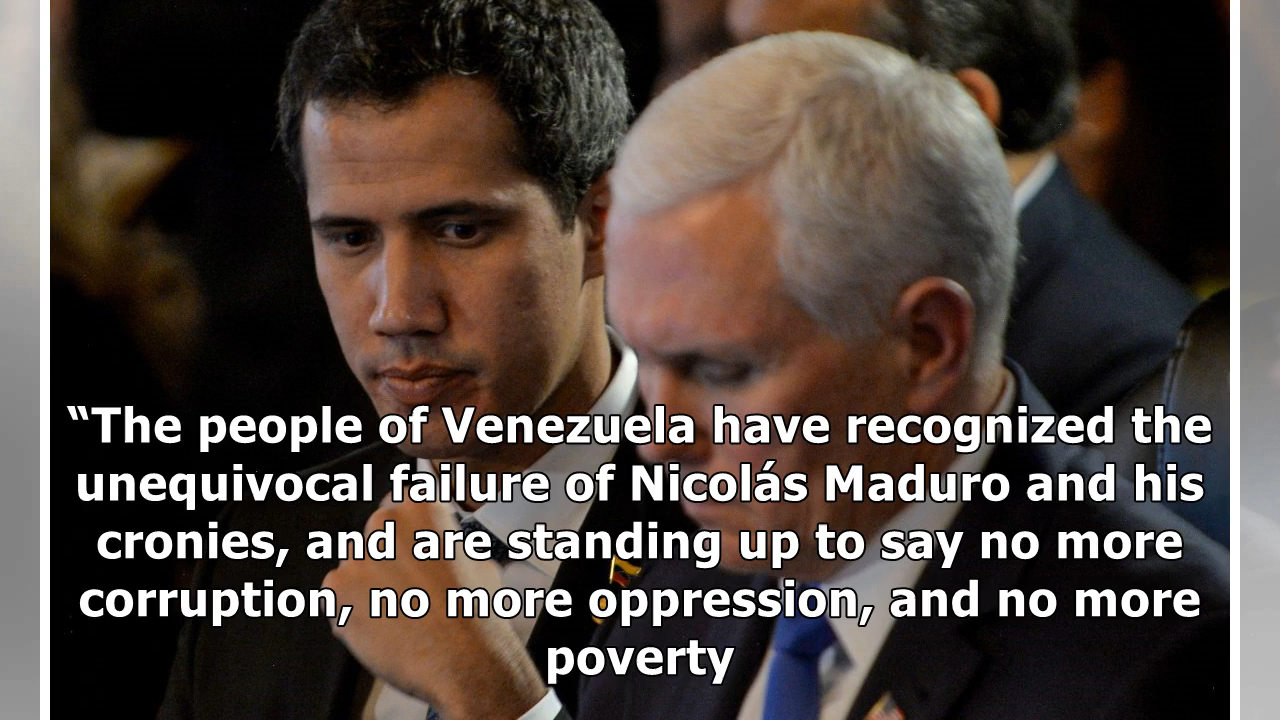 “The people of Venezuela have recognized the
unequivocal failure of Nicolás Maduro and his
cronies, and are standing up to say no more
corruption, no more oppression, and no more
poverty